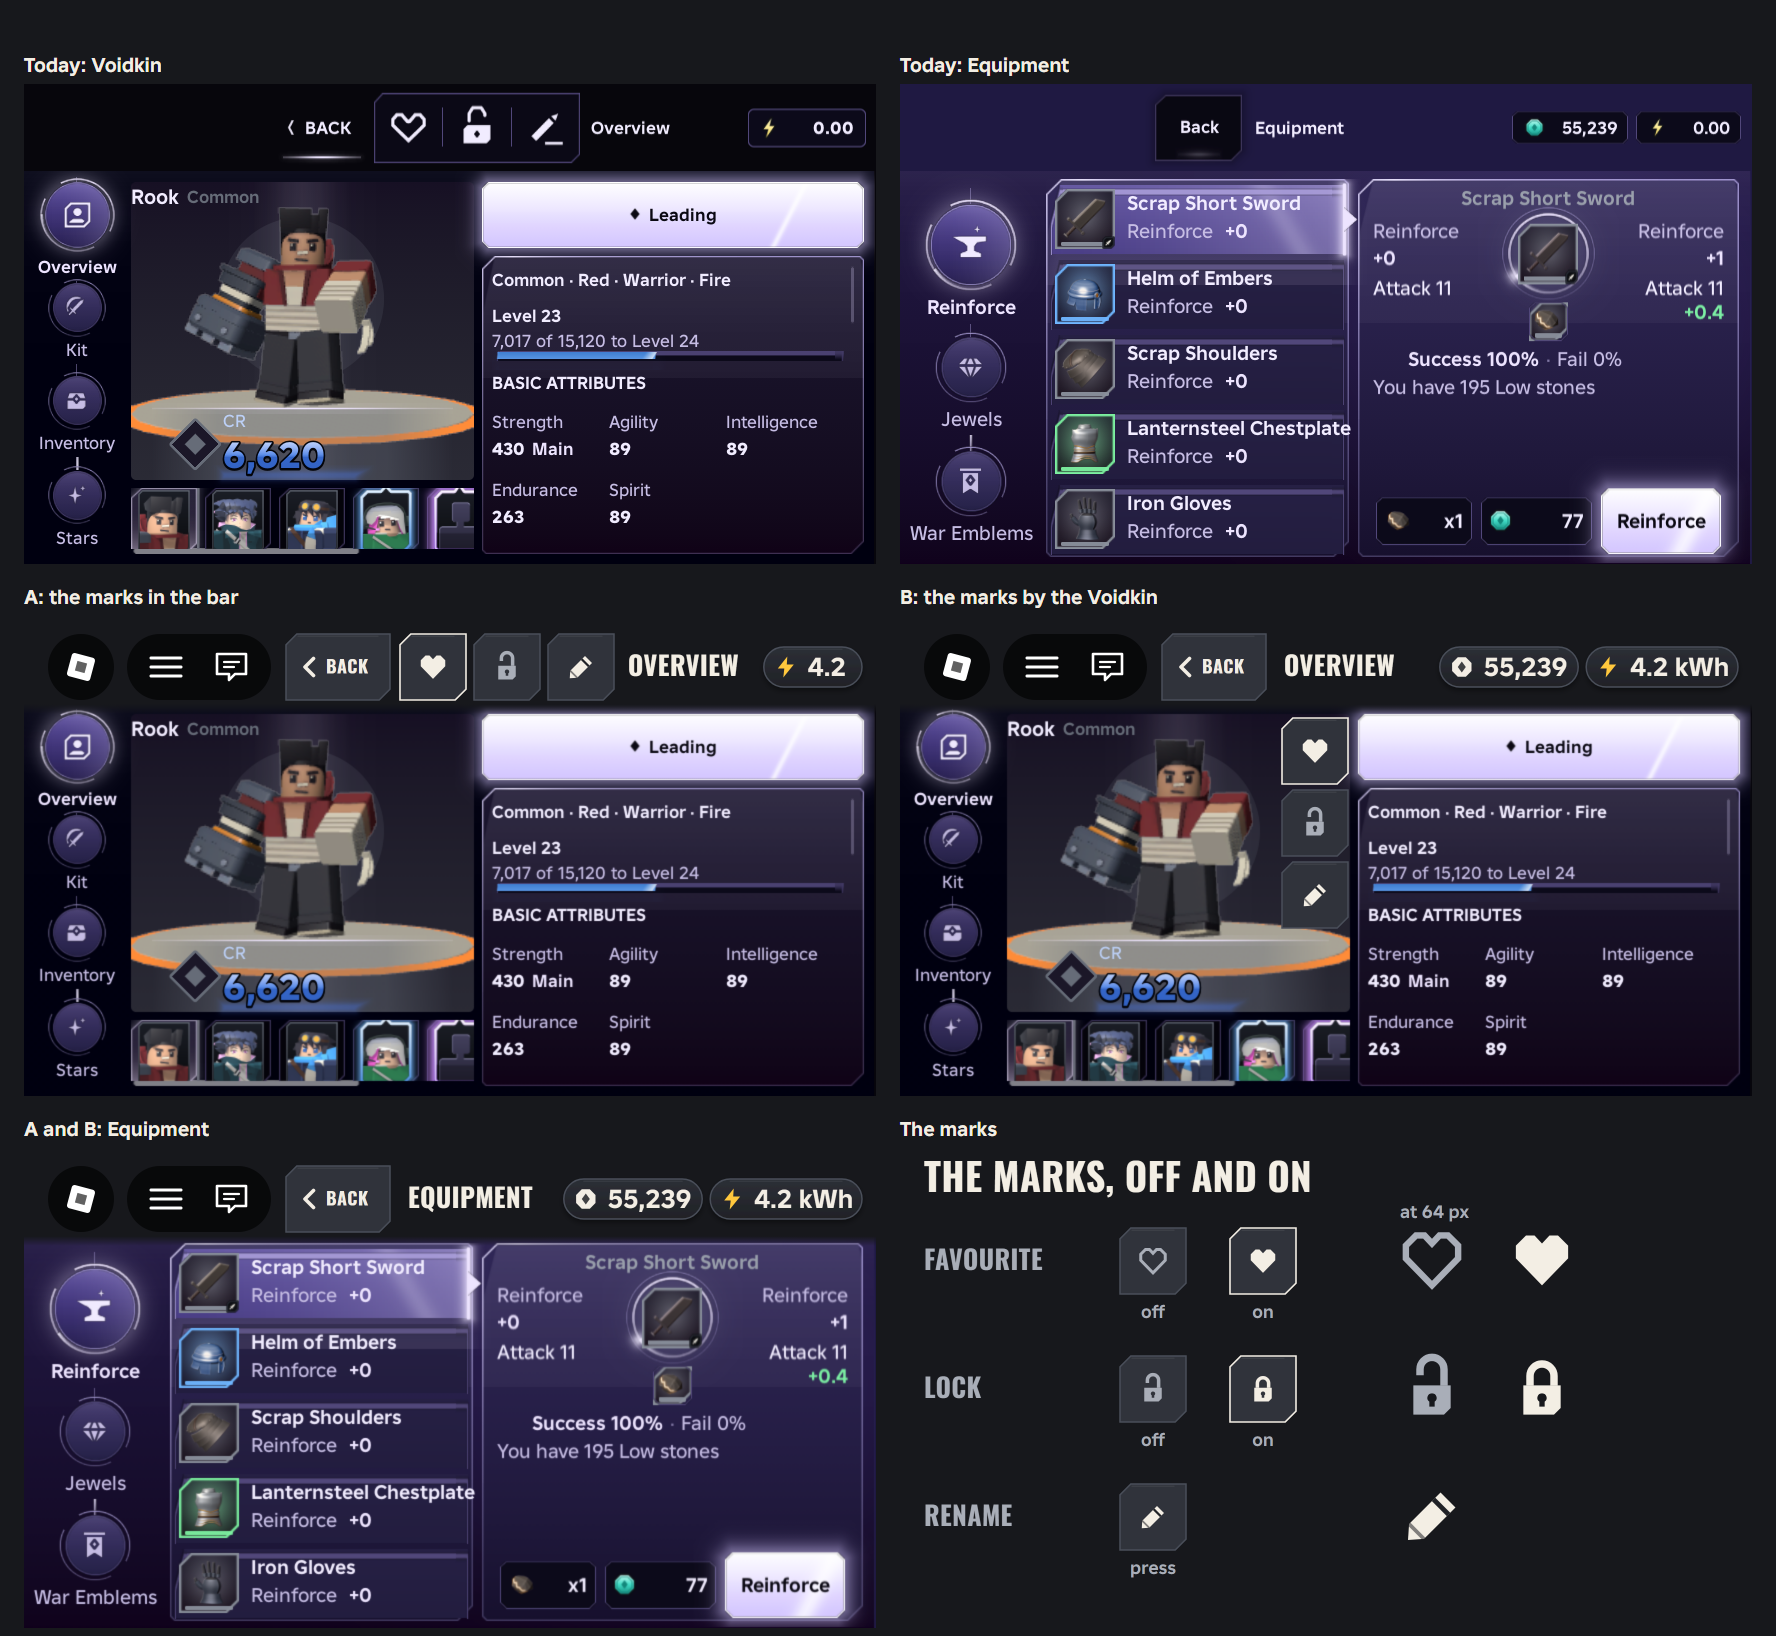 Today: Voidkin
BACK
Overview
0.00
Overview
Kit
Inventory
Stars
Rook Common
CR
6,620
Leading
Common · Red · Warrior · Fire
Level 23
7,017 of 15,120 to Level 24
BASIC ATTRIBUTES
Strength Agility Intelligence
430 Main 89 89
Endurance Spirit
263 89
Today: Equipment
Back
Equipment
55,239
0.00
Reinforce
Jewels
War Emblems
Scrap Short Sword
Reinforce +0
Helm of Embers
Reinforce +0
Scrap Shoulders
Reinforce +0
Lanternsteel Chestplate
Reinforce +0
Iron Gloves
Reinforce +0
Scrap Short Sword
Reinforce Reinforce
+0 +1
Attack 11 Attack 11
+0.4
Success 100% · Fail 0%
You have 195 Low stones
x1
77
Reinforce
A: the marks in the bar
BACK
OVERVIEW
4.2
Overview
Kit
Inventory
Stars
Rook Common
CR
6,620
Leading
Common · Red · Warrior · Fire
Level 23
7,017 of 15,120 to Level 24
BASIC ATTRIBUTES
Strength Agility Intelligence
430 Main 89 89
Endurance Spirit
263 89
B: the marks by the Voidkin
BACK
OVERVIEW
55,239
4.2 kWh
Overview
Kit
Inventory
Stars
Rook Common
CR
6,620
Leading
Common · Red · Warrior · Fire
Level 23
7,017 of 15,120 to Level 24
BASIC ATTRIBUTES
Strength Agility Intelligence
430 Main 89 89
Endurance Spirit
263 89
A and B: Equipment
BACK
EQUIPMENT
55,239
4.2 kWh
Reinforce
Jewels
War Emblems
Scrap Short Sword
Reinforce +0
Helm of Embers
Reinforce +0
Scrap Shoulders
Reinforce +0
Lanternsteel Chestplate
Reinforce +0
Iron Gloves
Reinforce +0
Scrap Short Sword
Reinforce Reinforce
+0 +1
Attack 11 Attack 11
+0.4
Success 100% · Fail 0%
You have 195 Low stones
x1
77
Reinforce
The marks
THE MARKS, OFF AND ON
at 64 px
FAVOURITE
off on
LOCK
off on
RENAME
press